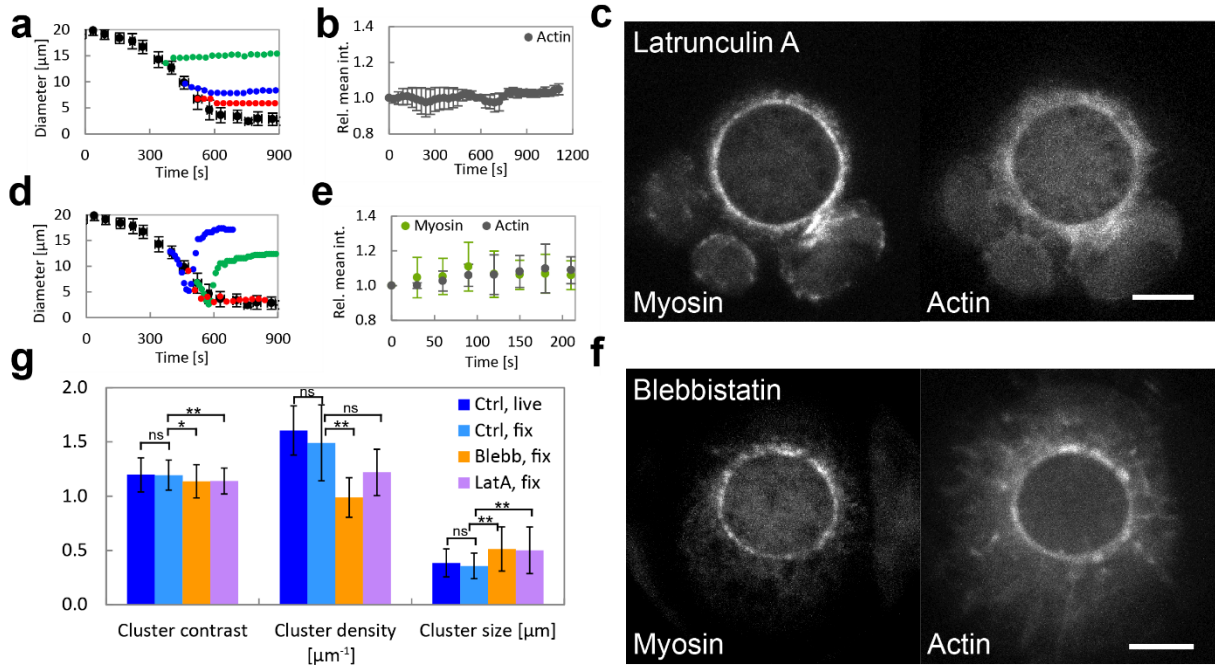 a
Diameter [µm]
20
15
10
5
0
0 300 600 900
Time [s]
b
Rel. mean int.
1.4
1.2
1.0
0.8
Actin
0 300 600 900 1200
Time [s]
c
Latrunculin A
Myosin
Actin
d
Diameter [µm]
20
15
10
5
0
0 300 600 900
Time [s]
e
Rel. mean int.
1.4
1.2
1.0
0.8
Myosin Actin
0 50 100 150 200
Time [s]
f
Blebbistatin
Myosin
Actin
g
2.0
1.5
1.0
0.5
0.0
ns
*
**
ns
**
ns
ns
**
**
Ctrl, live
Ctrl, fix
Blebb, fix
LatA, fix
Cluster contrast
Cluster density
[µm⁻¹]
Cluster size [µm]